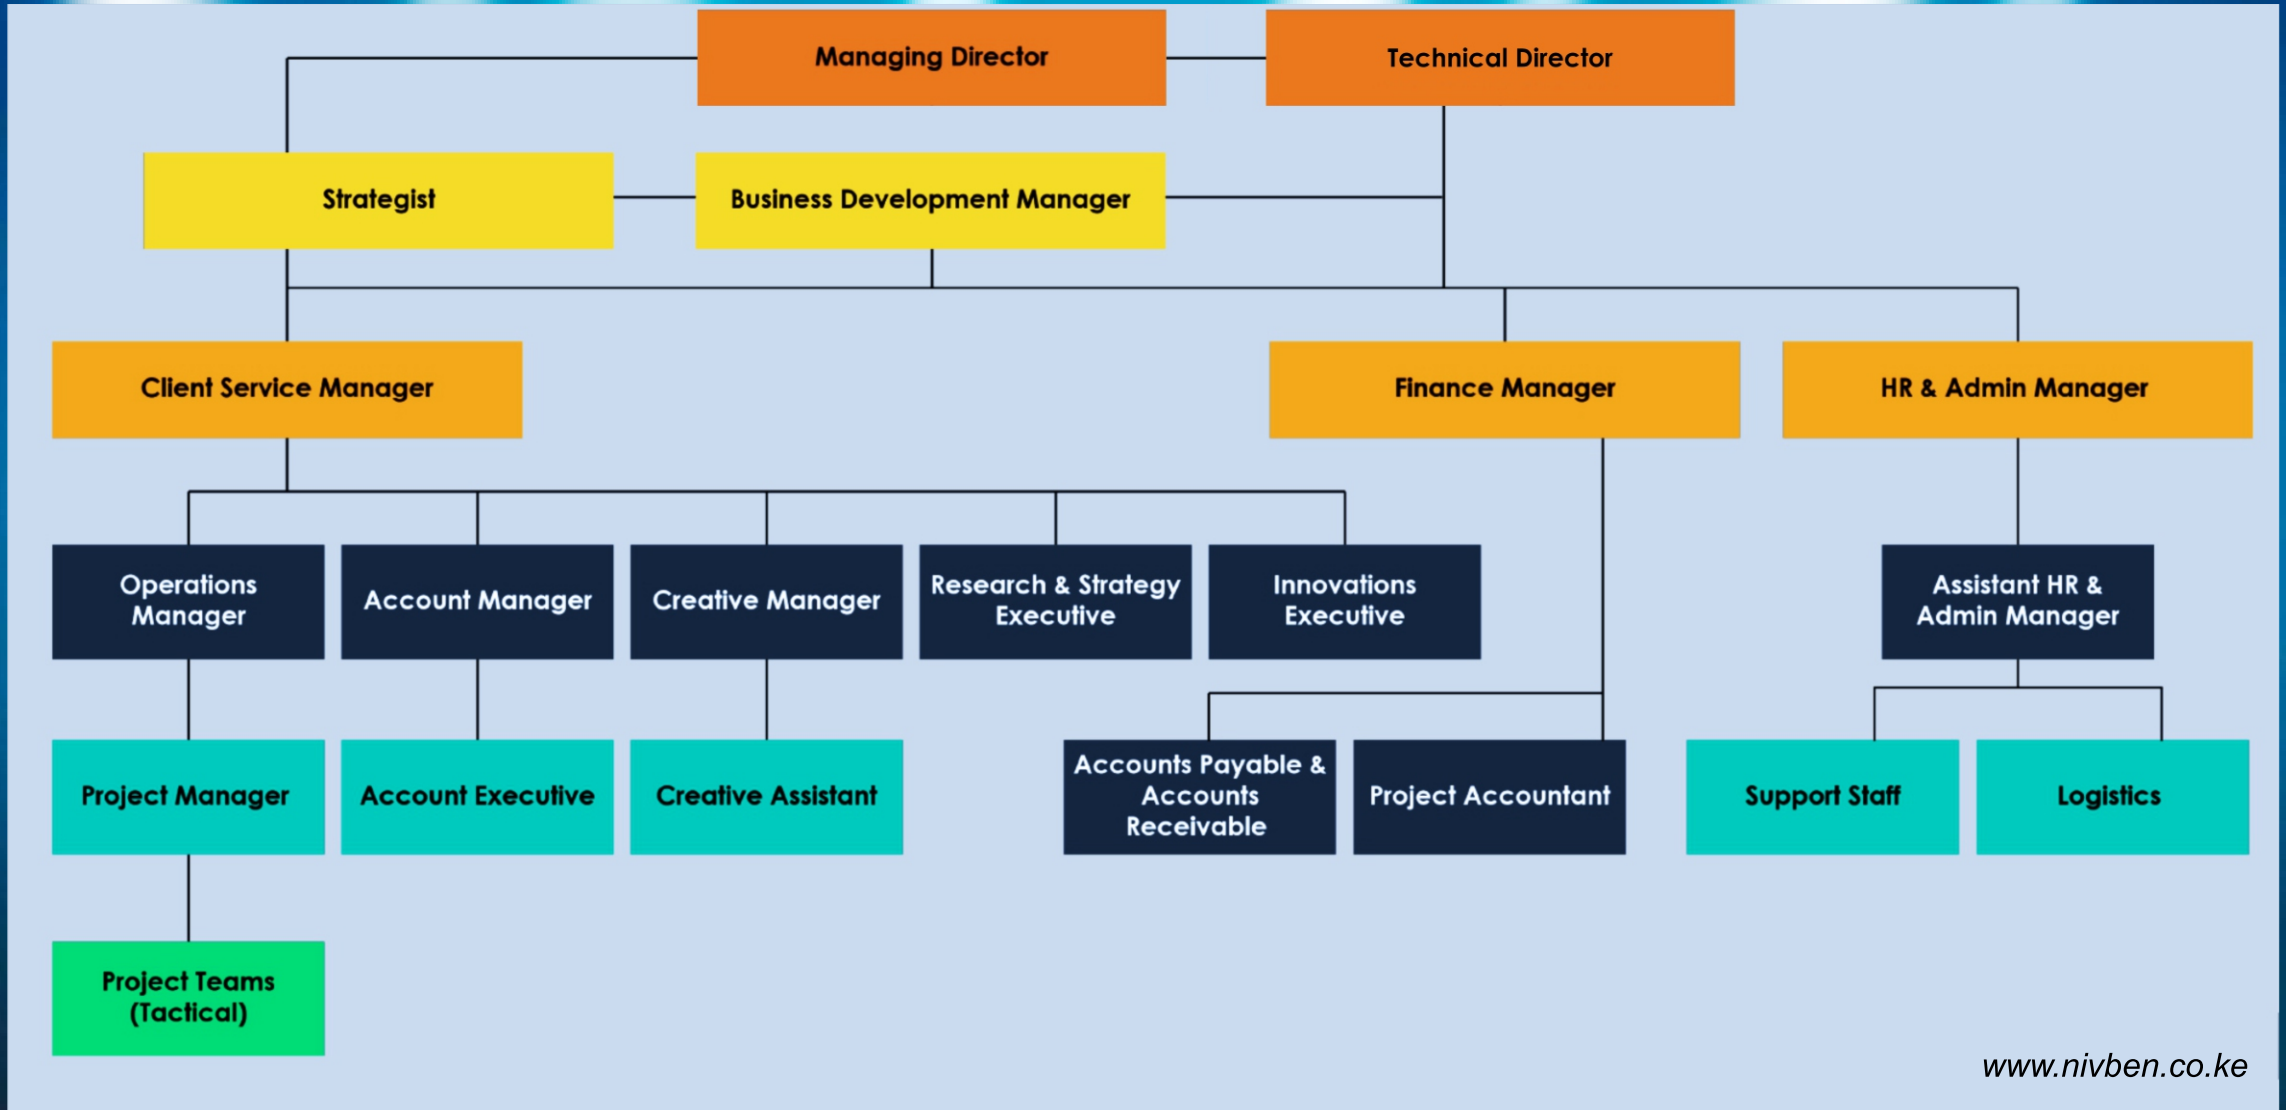 Managing Director
Technical Director
Strategist
Business Development Manager
Client Service Manager
Finance Manager
HR & Admin Manager
Operations
Manager
Account Manager
Creative Manager
Research & Strategy
Executive
Innovations
Executive
Assistant HR &
Admin Manager
Project Manager
Account Executive
Creative Assistant
Accounts Payable &
Accounts
Receivable
Project Accountant
Support Staff
Logistics
Project Teams
(Tactical)
www.nivben.co.ke